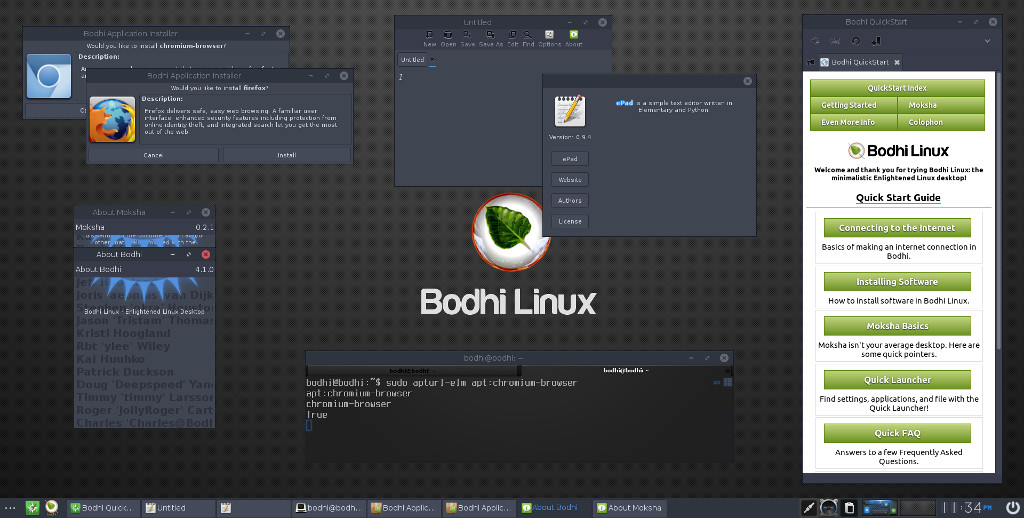 Bodhi Application Installer
Would you like to install chromium-browser?
Description:
Bodhi Application Installer
Would you like to install firefox?
Description:
Firefox delivers safe, easy web browsing. A familiar user
interface, enhanced security features including protection from
online identity theft, and integrated search let you get the most
out of the web.
Cancel
Install
Untitled
New Open Save Save As Edit Find Options About
Untitled
1
ePad is a simple text editor written in
Elementary and Python
Version: 0.9.4
ePad
Website
Authors
License
About Moksha
Moksha 0.2.1
About Bodhi
About Bodhi 4.1.0
Bodhi Linux - Enlightened Linux Desktop
Jason 'Tristam' Thomas
Kristi Hoogland
Rbt 'ylee' Wiley
Kai Huuhko
Patrick Duckson
Doug 'Deepspeed' Yan
Timmy 'timmy' Larsson
Roger 'JollyRoger' Cart
Charles 'Charles@Bodh
Bodhi Linux
bodhi@bodhi: ~
bodhi@bodhi: ~
bodhi@bodhi: ~
bodhi@bodhi:~$ sudo apturl-elm apt:chromium-browser
apt:chromium-browser
chromium-browser
True
Bodhi QuickStart
Bodhi QuickStart
QuickStart Index
Getting Started Moksha
Even More Info Colophon
Bodhi Linux
Welcome and thank you for trying Bodhi Linux: the
minimalistic Enlightened Linux desktop!
Quick Start Guide
Connecting to the Internet
Basics of making an internet connection in
Bodhi.
Installing Software
How to install software in Bodhi Linux.
Moksha Basics
Moksha isn't your average desktop. Here are
some quick pointers.
Quick Launcher
Find settings, applications, and file with the
Quick Launcher!
Quick FAQ
Answers to a few Frequently Asked
Questions.
Bodhi Quick...
Untitled
bodhi@bodh...
Bodhi Applic...
Bodhi Applic...
About Bodhi
About Moksha
11:34 PM